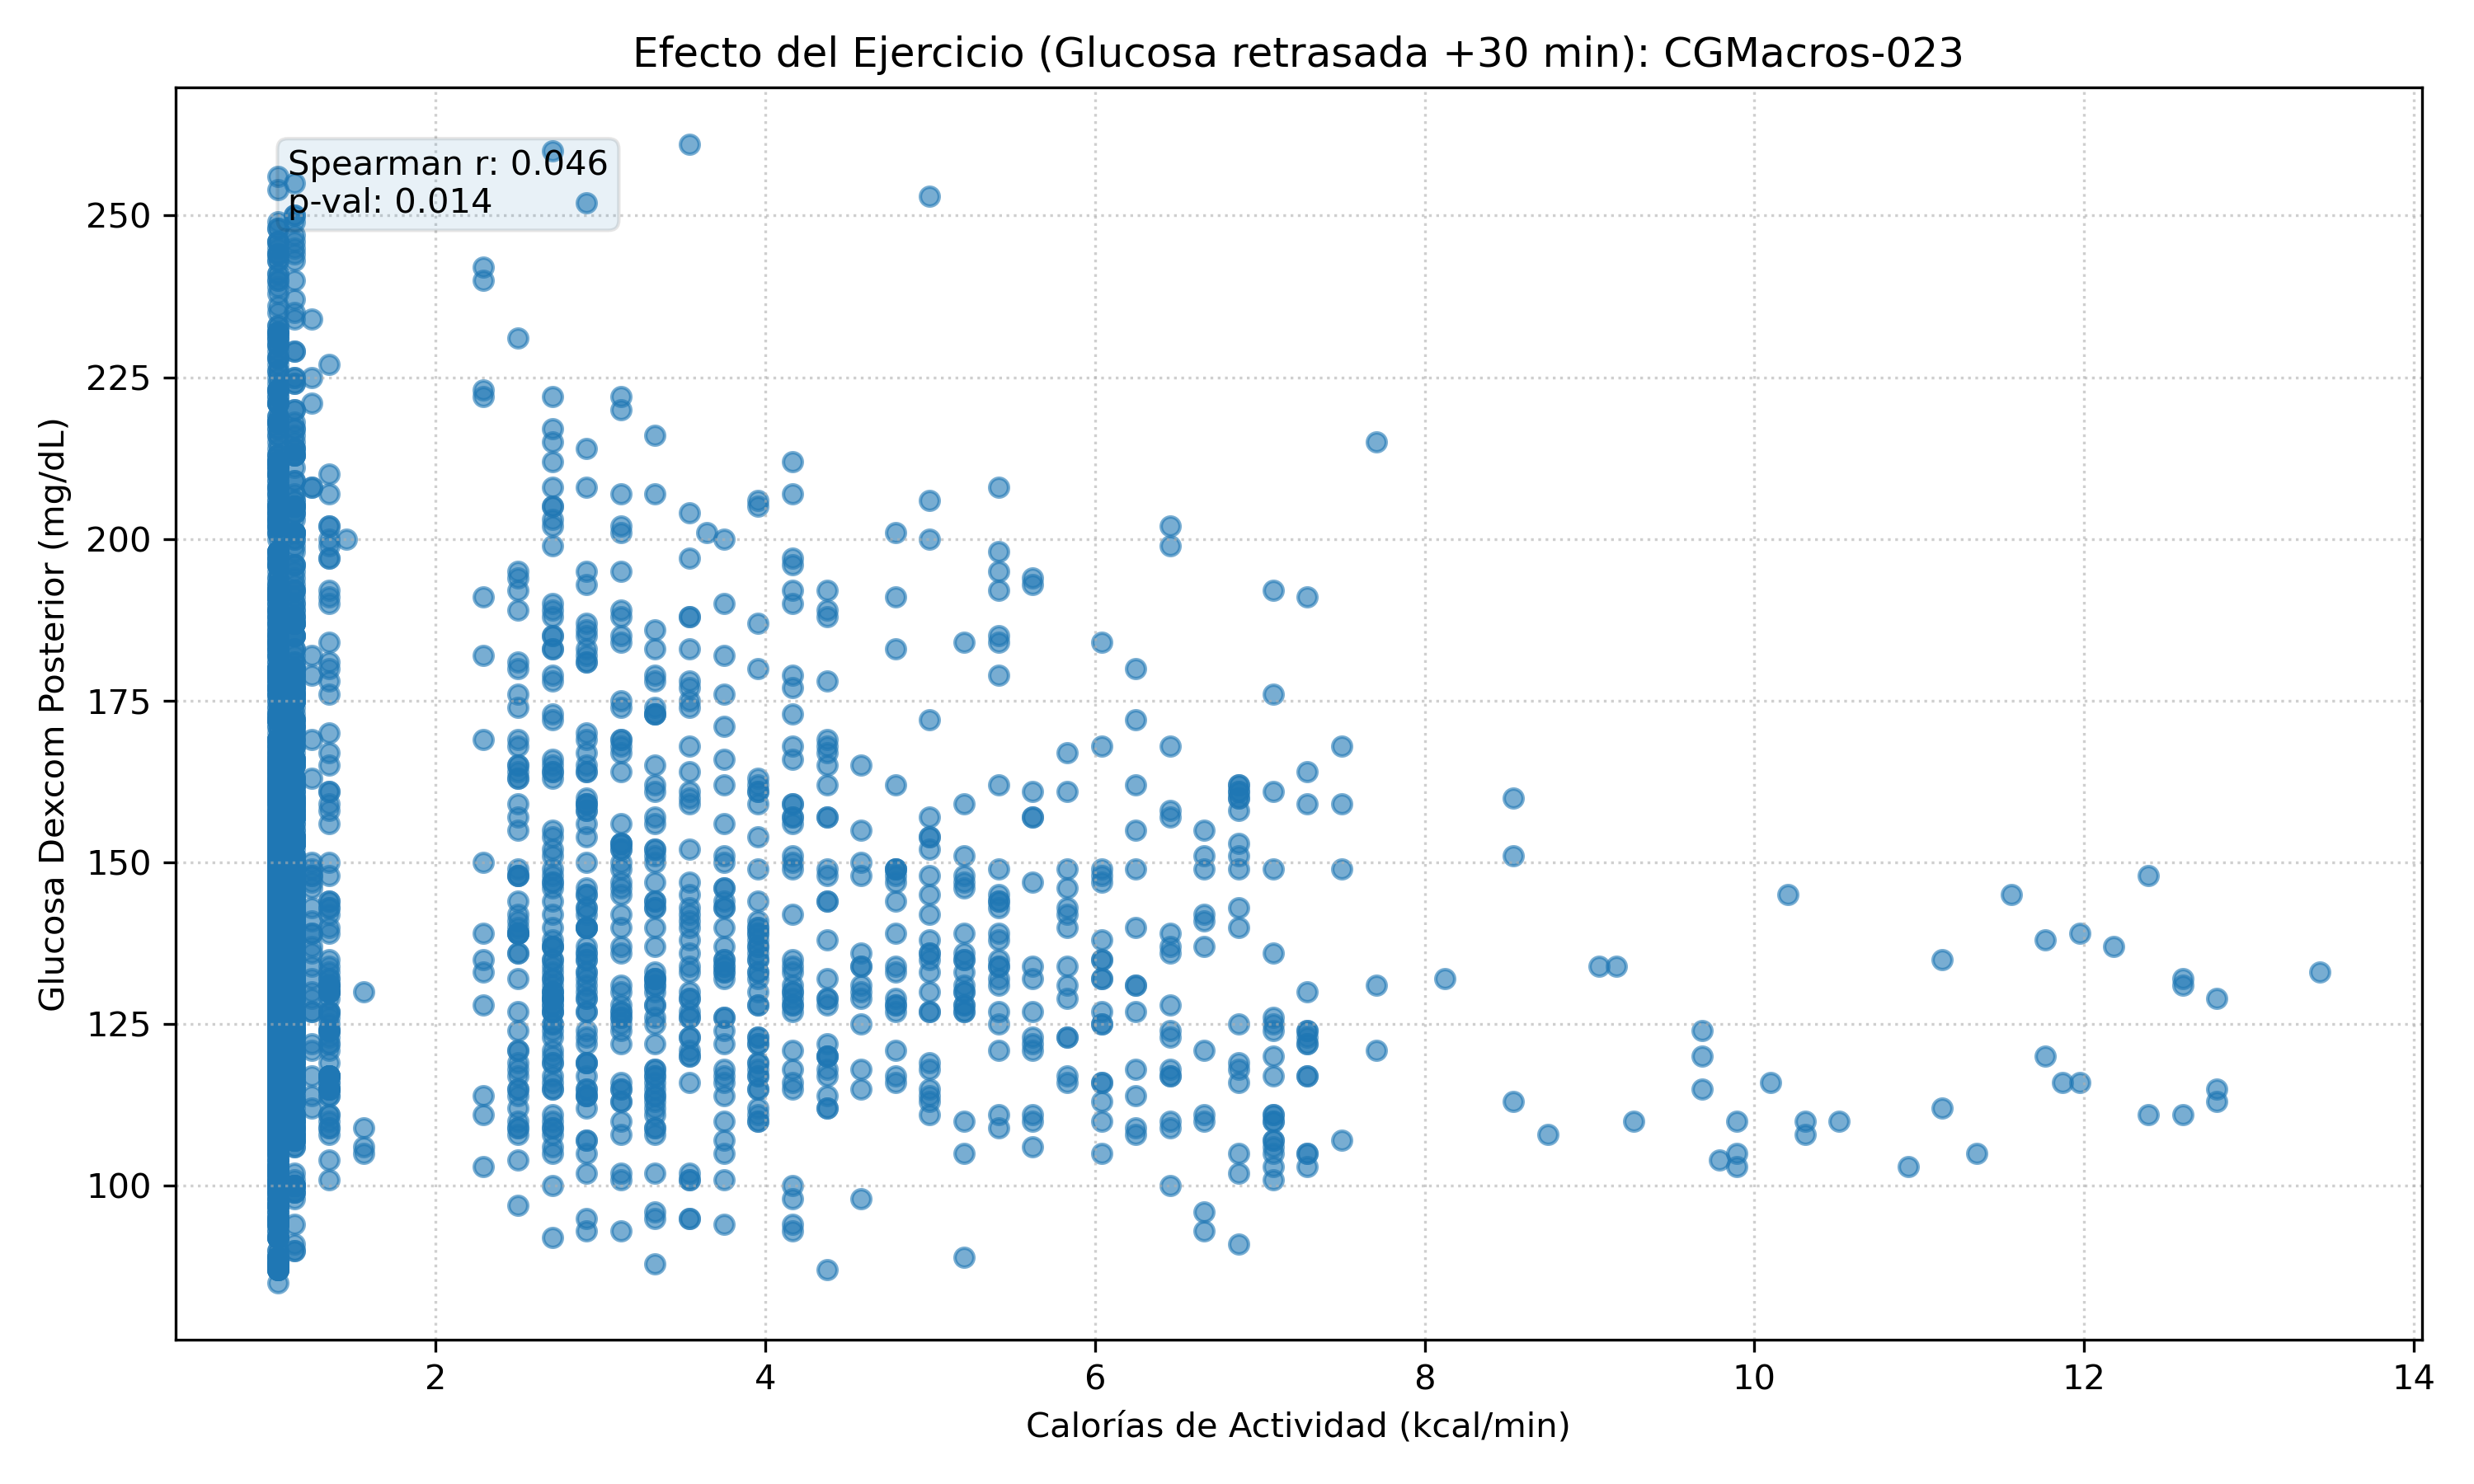 Efecto del Ejercicio (Glucosa retrasada +30 min): CGMacros-023
Spearman r: 0.046
p-val: 0.014
Glucosa Dexcom Posterior (mg/dL)
250
225
200
175
150
125
100
2 4 6 8 10 12 14
Calorías de Actividad (kcal/min)